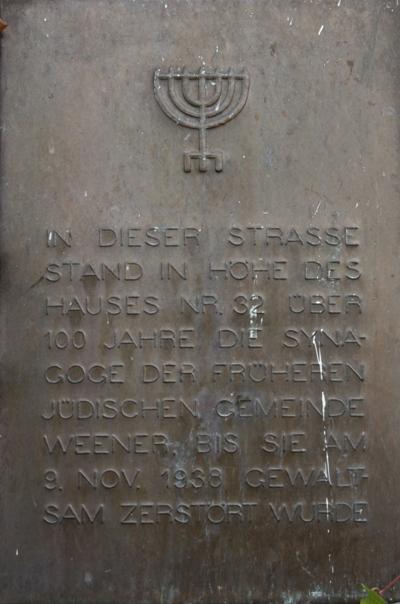 IN DIESER STRASSE
STAND IN HÖHE DES
HAUSES NR. 32 ÜBER
100 JAHRE DIE SYNA-
GOGE DER FRÜHEREN
JÜDISCHEN GEMEINDE
WEENER, BIS SIE AM
9. NOV. 1938 GEWALT-
SAM ZERSTÖRT WURDE